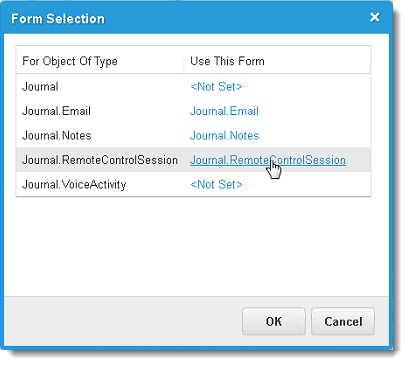 Form Selection
For Object Of Type Use This Form
Journal <Not Set>
Journal.Email Journal.Email
Journal.Notes Journal.Notes
Journal.RemoteControlSession Journal.RemoteControlSession
Journal.VoiceActivity <Not Set>
OK Cancel